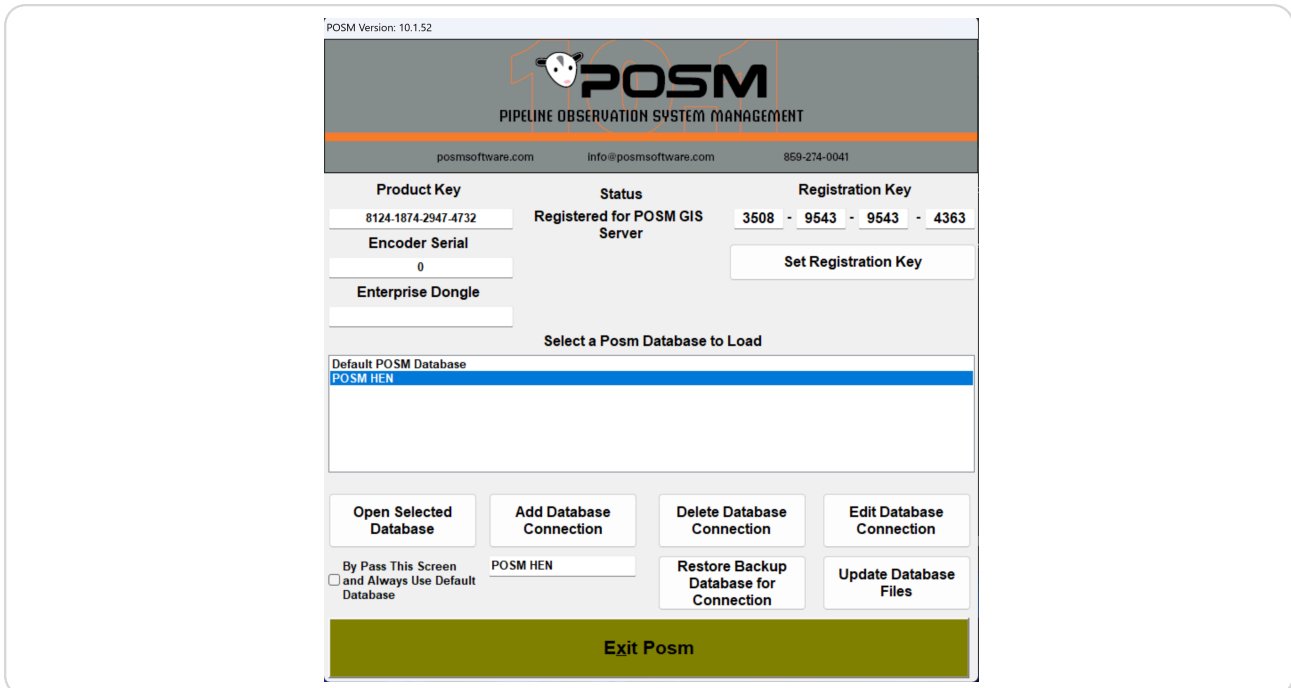 POSM Version: 10.1.52
10.1
POSM
PIPELINE OBSERVATION SYSTEM MANAGEMENT
posmsoftware.com info@posmsoftware.com 859-274-0041
Product Key
8124-1874-2947-4732
Encoder Serial
0
Enterprise Dongle
Status
Registered for POSM GIS
Server
Registration Key
3508 - 9543 - 9543 - 4363
Set Registration Key
Select a Posm Database to Load
Default POSM Database
POSM HEN
Open Selected
Database
Add Database
Connection
Delete Database
Connection
Edit Database
Connection
By Pass This Screen
and Always Use Default
Database
POSM HEN
Restore Backup
Database for
Connection
Update Database
Files
Exit Posm